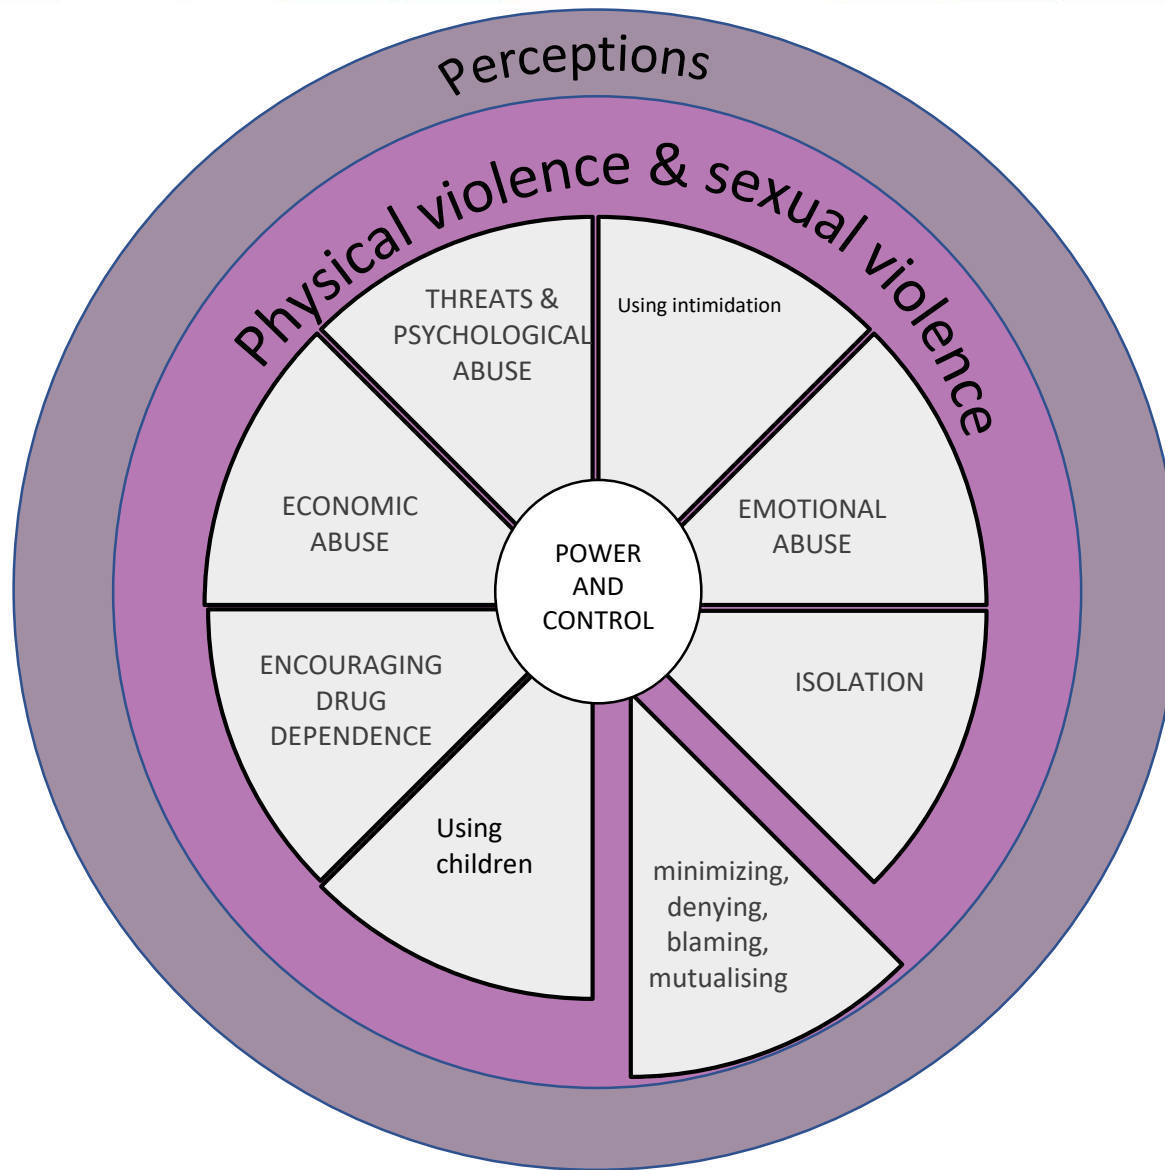 Perceptions
Physical violence & sexual violence
THREATS &
PSYCHOLOGICAL
ABUSE
Using intimidation
ECONOMIC
ABUSE
EMOTIONAL
ABUSE
POWER
AND
CONTROL
ENCOURAGING
DRUG
DEPENDENCE
ISOLATION
Using
children
minimizing,
denying,
blaming,
mutualising